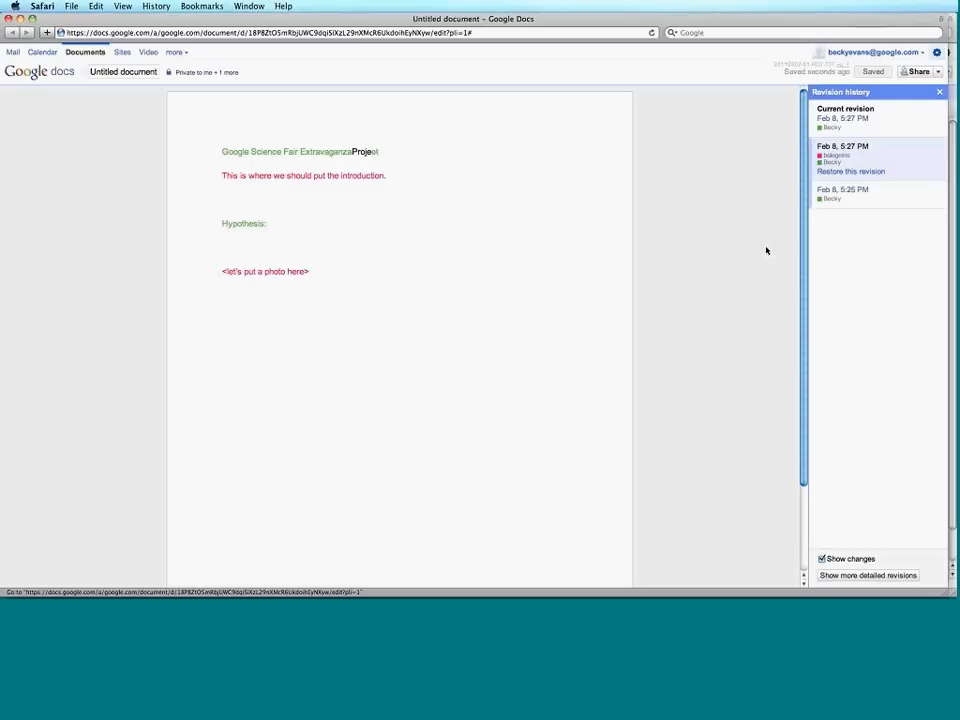 Safari File Edit View History Bookmarks Window Help
Untitled document – Google Docs
Google
Mail Calendar Documents Sites Video more
beckyevans@google.com
Google docs Untitled document Private to me + 1 more
Saved seconds ago Saved Share
Revision history
Current revision
Feb 8, 5:27 PM
Becky
Feb 8, 5:27 PM
bolognino
Becky
Restore this revision
Feb 8, 5:25 PM
Becky
Google Science Fair ExtravaganzaProject
This is where we should put the introduction.
Hypothesis:
<let's put a photo here>
Show changes
Show more detailed revisions